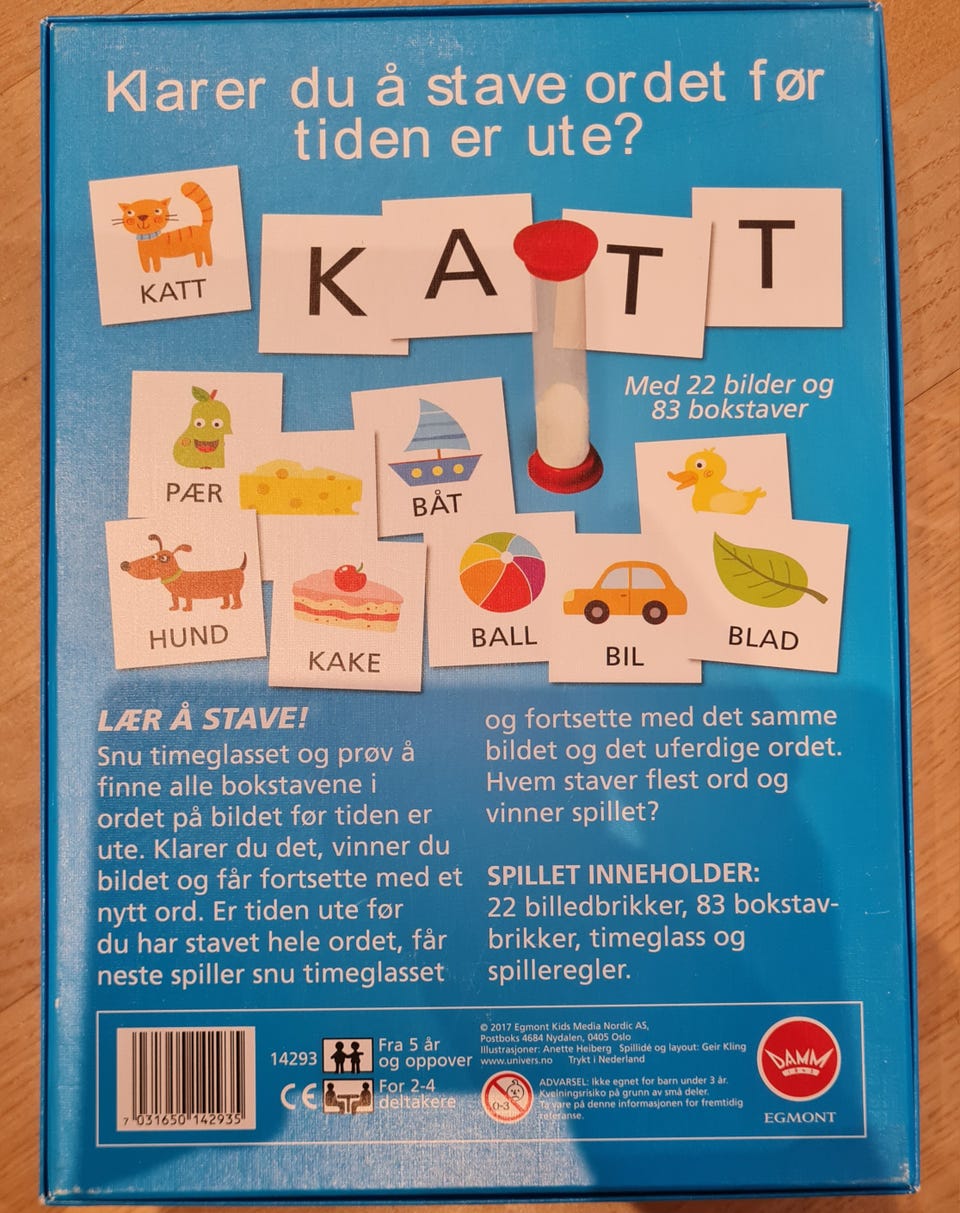 Klarer du å stave ordet før
tiden er ute?
KATT
K
A
T
T
Med 22 bilder og
83 bokstaver
PÆR
BÅT
HUND
KAKE
BALL
BIL
BLAD
LÆR Å STAVE!
Snu timeglasset og prøv å
finne alle bokstavene i
ordet på bildet før tiden er
ute. Klarer du det, vinner du
bildet og får fortsette med et
nytt ord. Er tiden ute før
du har stavet hele ordet, får
neste spiller snu timeglasset
og fortsette med det samme
bildet og det uferdige ordet.
Hvem staver flest ord og
vinner spillet?
SPILLET INNEHOLDER:
22 billedbrikker, 83 bokstav-
brikker, timeglass og
spilleregler.
7 031650 142935
14293
Fra 5 år
og oppover
CE
For 2-4
deltakere
© 2017 Egmont Kids Media Nordic AS,
Postboks 4684 Nydalen, 0405 Oslo
Illustrasjoner: Anette Heiberg Spillidé og layout: Geir Kling
www.univers.no Trykt i Nederland
0-3
ADVARSEL: Ikke egnet for barn under 3 år.
Kvelningsrisiko på grunn av små deler.
Ta vare på denne informasjonen for fremtidig
referanse.
DAMM
1843
EGMONT